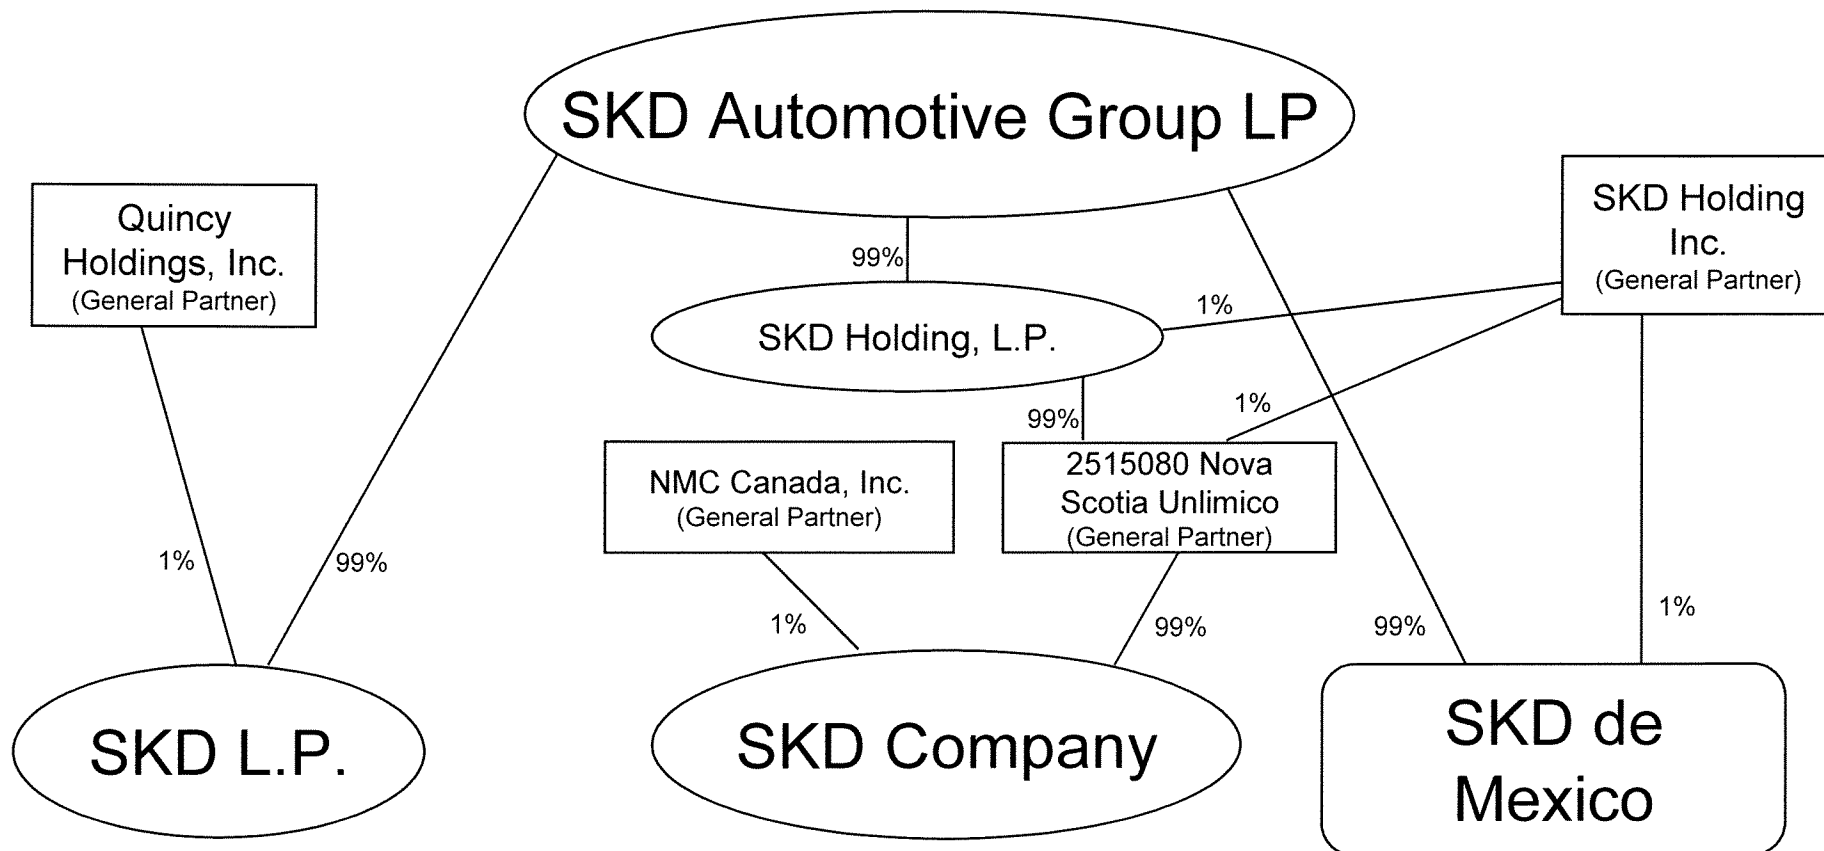 SKD Automotive Group LP
Quincy
Holdings, Inc.
(General Partner)
SKD Holding
Inc.
(General Partner)
99%
1%
SKD Holding, L.P.
99%
1%
NMC Canada, Inc.
(General Partner)
2515080 Nova
Scotia Unlimico
(General Partner)
1%
99%
1%
99%
99%
1%
SKD L.P.
SKD Company
SKD de
Mexico